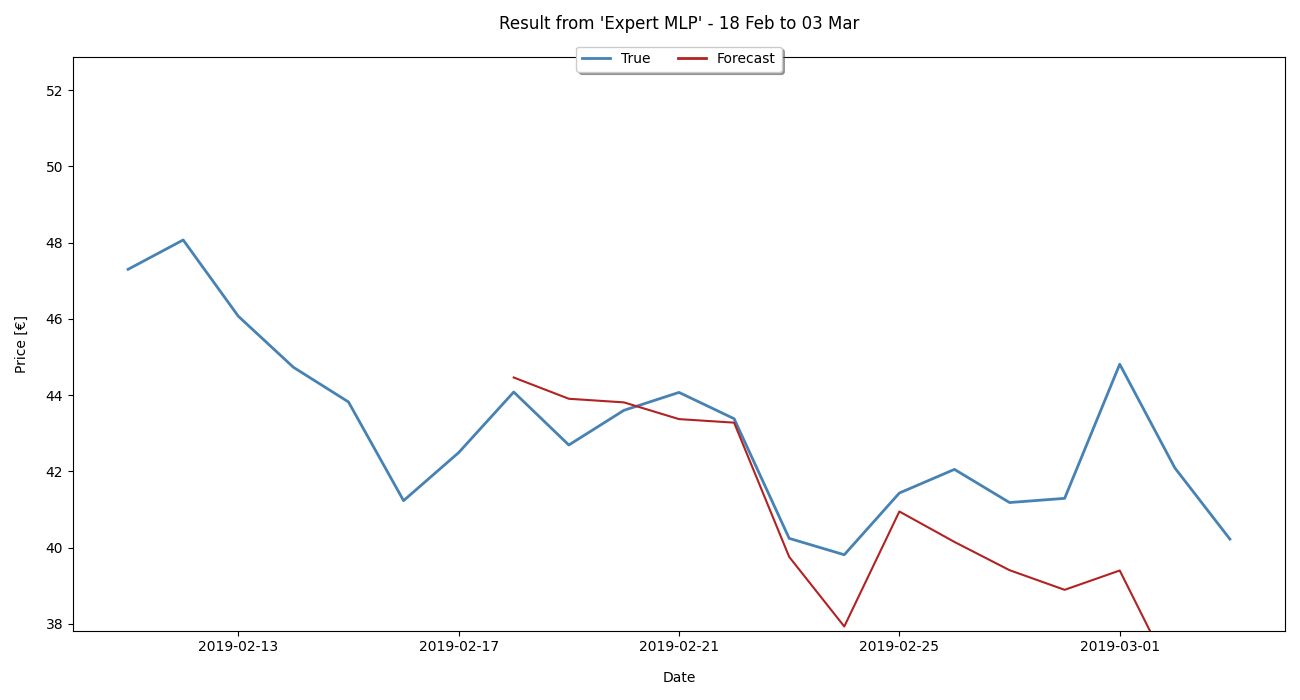 Result from 'Expert MLP' - 18 Feb to 03 Mar
True
Forecast
52
50
48
46
44
42
40
38
Price [€]
2019-02-13
2019-02-17
2019-02-21
2019-02-25
2019-03-01
Date